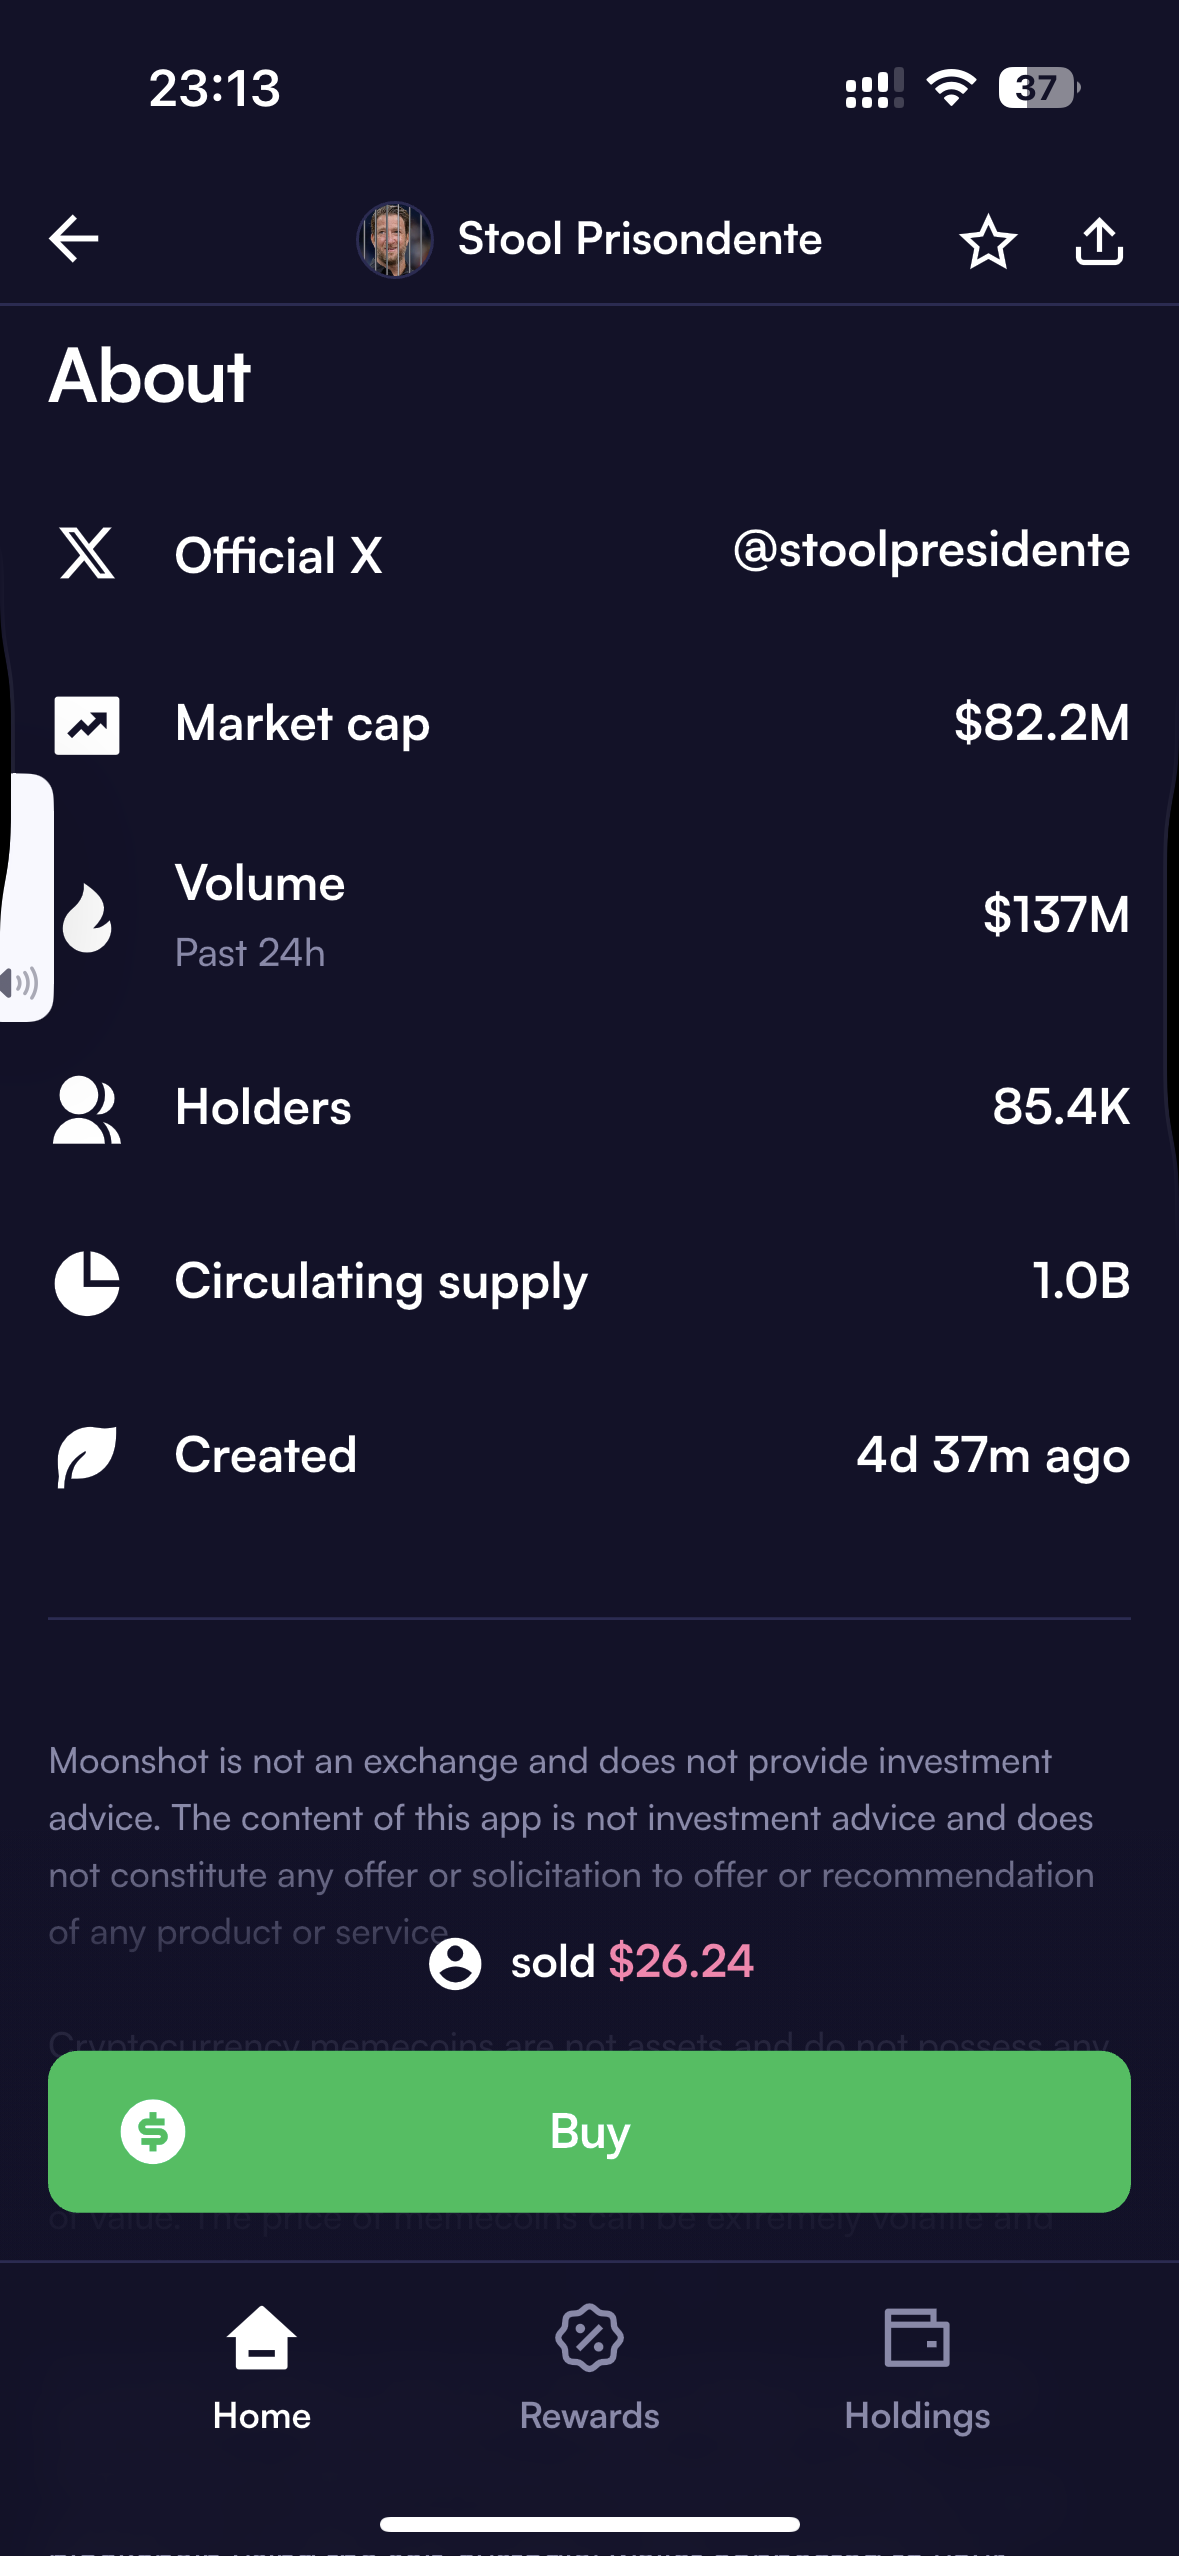 23:13
37
Stool Prisondente
About
Official X
@stoolpresidente
Market cap
$82.2M
Volume
Past 24h
$137M
Holders
85.4K
Circulating supply
1.0B
Created
4d 37m ago
Moonshot is not an exchange and does not provide investment
advice. The content of this app is not investment advice and does
not constitute any offer or solicitation to offer or recommendation
of any product or service
sold $26.24
Cryptocurrency memecoins are not assets and do not possess any
Buy
of value. The price of memecoins can be extremely volatile and
Home
Rewards
Holdings